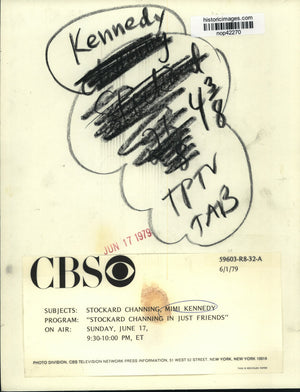 historicimages.com
nop42270
Kennedy
4 3/8
TPTV
TAB
JUN 17 1979
CBS
59603-R8-32-A
6/1/79
SUBJECTS: STOCKARD CHANNING, MIMI KENNEDY
PROGRAM: "STOCKARD CHANNING IN JUST FRIENDS"
ON AIR: SUNDAY, JUNE 17,
9:30-10:00 PM, ET
PHOTO DIVISION, CBS TELEVISION NETWORK PRESS INFORMATION, 51 WEST 52 STREET, NEW YORK, NEW YORK 10019